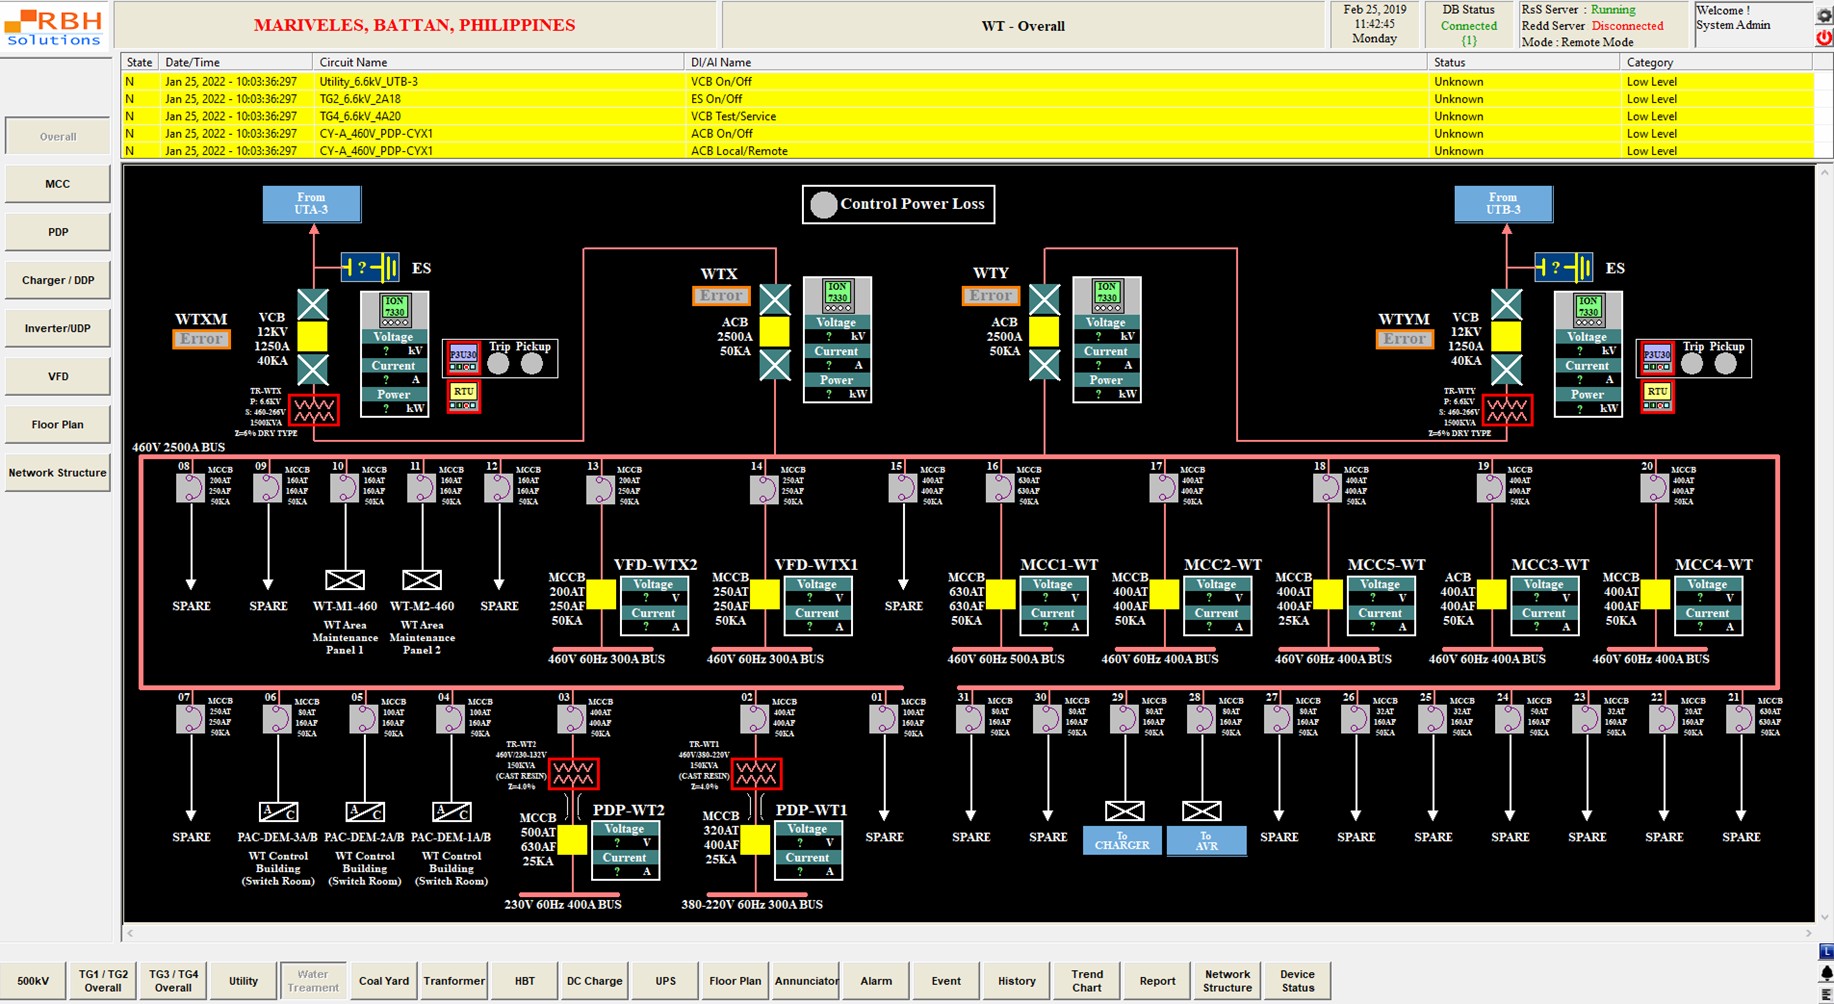 RBH
solutions
MARIVELES, BATTAN, PHILIPPINES
WT - Overall
Feb 25, 2019
11:42:45
Monday
DB Status
Connected
{1}
RsS Server : Running
Redd Server Disconnected
Mode : Remote Mode
Welcome !
System Admin
State Date/Time Circuit Name DI/AI Name Status Category
N Jan 25, 2022 - 10:03:36:297 Utility_6.6kV_UTB-3 VCB On/Off Unknown Low Level
N Jan 25, 2022 - 10:03:36:297 TG2_6.6kV_2A18 ES On/Off Unknown Low Level
N Jan 25, 2022 - 10:03:36:297 TG4_6.6kV_4A20 VCB Test/Service Unknown Low Level
N Jan 25, 2022 - 10:03:36:297 CY-A_460V_PDP-CYX1 ACB On/Off Unknown Low Level
N Jan 25, 2022 - 10:03:36:297 CY-A_460V_PDP-CYX1 ACB Local/Remote Unknown Low Level
Overall
MCC
PDP
Charger / DDP
Inverter/UDP
VFD
Floor Plan
Network Structure
From
UTA-3
Control Power Loss
From
UTB-3
? ES
WTXM
Error
VCB
12KV
1250A
40KA
ION
7330
Voltage
? kV
Current
? A
Power
? kW
P3U30 Trip Pickup
RTU
TR-WTX
P: 6.6KV
S: 460-266V
1500KVA
Z=6% DRY TYPE
WTX
Error
ACB
2500A
50KA
ION
7330
Voltage
? kV
Current
? A
Power
? kW
WTY
Error
ACB
2500A
50KA
ION
7330
Voltage
? kV
Current
? A
Power
? kW
? ES
WTYM
Error
VCB
12KV
1250A
40KA
ION
7330
Voltage
? kV
Current
? A
Power
? kW
P3U30 Trip Pickup
RTU
TR-WTY
P: 6.6KV
S: 460-266V
1500KVA
Z=6% DRY TYPE
460V 2500A BUS
08 MCCB
200AT
250AF
50KA
SPARE
09 MCCB
160AT
160AF
50KA
SPARE
10 MCCB
160AT
160AF
50KA
WT-M1-460
WT Area
Maintenance
Panel 1
11 MCCB
160AT
160AF
50KA
WT-M2-460
WT Area
Maintenance
Panel 2
12 MCCB
160AT
160AF
50KA
SPARE
13 MCCB
200AT
250AF
50KA
VFD-WTX2
MCCB
200AT
250AF
50KA
Voltage
? V
Current
? A
460V 60Hz 300A BUS
14 MCCB
250AT
250AF
50KA
VFD-WTX1
MCCB
250AT
250AF
50KA
Voltage
? V
Current
? A
460V 60Hz 300A BUS
15 MCCB
400AT
400AF
50KA
SPARE
16 MCCB
630AT
630AF
50KA
MCC1-WT
MCCB
630AT
630AF
50KA
Voltage
? V
Current
? A
460V 60Hz 500A BUS
17 MCCB
400AT
400AF
50KA
MCC2-WT
MCCB
400AT
400AF
50KA
Voltage
? V
Current
? A
460V 60Hz 400A BUS
18 MCCB
400AT
400AF
50KA
MCC5-WT
MCCB
400AT
400AF
25KA
Voltage
? V
Current
? A
460V 60Hz 400A BUS
19 MCCB
400AT
400AF
50KA
MCC3-WT
ACB
400AT
400AF
50KA
Voltage
? V
Current
? A
460V 60Hz 400A BUS
20 MCCB
400AT
400AF
50KA
MCC4-WT
MCCB
400AT
400AF
50KA
Voltage
? V
Current
? A
460V 60Hz 400A BUS
07 MCCB
250AT
250AF
50KA
SPARE
06 MCCB
80AT
160AF
50KA
A C
PAC-DEM-3A/B
WT Control
Building
(Switch Room)
05 MCCB
100AT
160AF
50KA
A C
PAC-DEM-2A/B
WT Control
Building
(Switch Room)
04 MCCB
100AT
160AF
50KA
A C
PAC-DEM-1A/B
WT Control
Building
(Switch Room)
03 MCCB
400AT
400AF
50KA
TR-WT2
460V/230-132V
150KVA
(CAST RESIN)
Z=4.0%
PDP-WT2
MCCB
500AT
630AF
25KA
Voltage
? V
Current
? A
230V 60Hz 400A BUS
02 MCCB
400AT
400AF
50KA
TR-WT1
460V/380-220V
150KVA
(CAST RESIN)
Z=4.0%
PDP-WT1
MCCB
320AT
400AF
25KA
Voltage
? V
Current
? A
380-220V 60Hz 300A BUS
01 MCCB
100AT
160AF
50KA
SPARE
31 MCCB
80AT
160AF
50KA
SPARE
30 MCCB
80AT
160AF
50KA
SPARE
29 MCCB
80AT
160AF
50KA
To
CHARGER
28 MCCB
80AT
160AF
50KA
To
AVR
27 MCCB
80AT
160AF
50KA
SPARE
26 MCCB
32AT
160AF
50KA
SPARE
25 MCCB
32AT
160AF
50KA
SPARE
24 MCCB
50AT
160AF
50KA
SPARE
23 MCCB
40AT
160AF
50KA
SPARE
22 MCCB
20AT
160AF
50KA
SPARE
21 MCCB
630AT
630AF
50KA
SPARE
500kV
TG1 / TG2
Overall
TG3 / TG4
Overall
Utility
Water
Treament
Coal Yard
Tranformer
HBT
DC Charge
UPS
Floor Plan
Annunciator
Alarm
Event
History
Trend
Chart
Report
Network
Structure
Device
Status
L